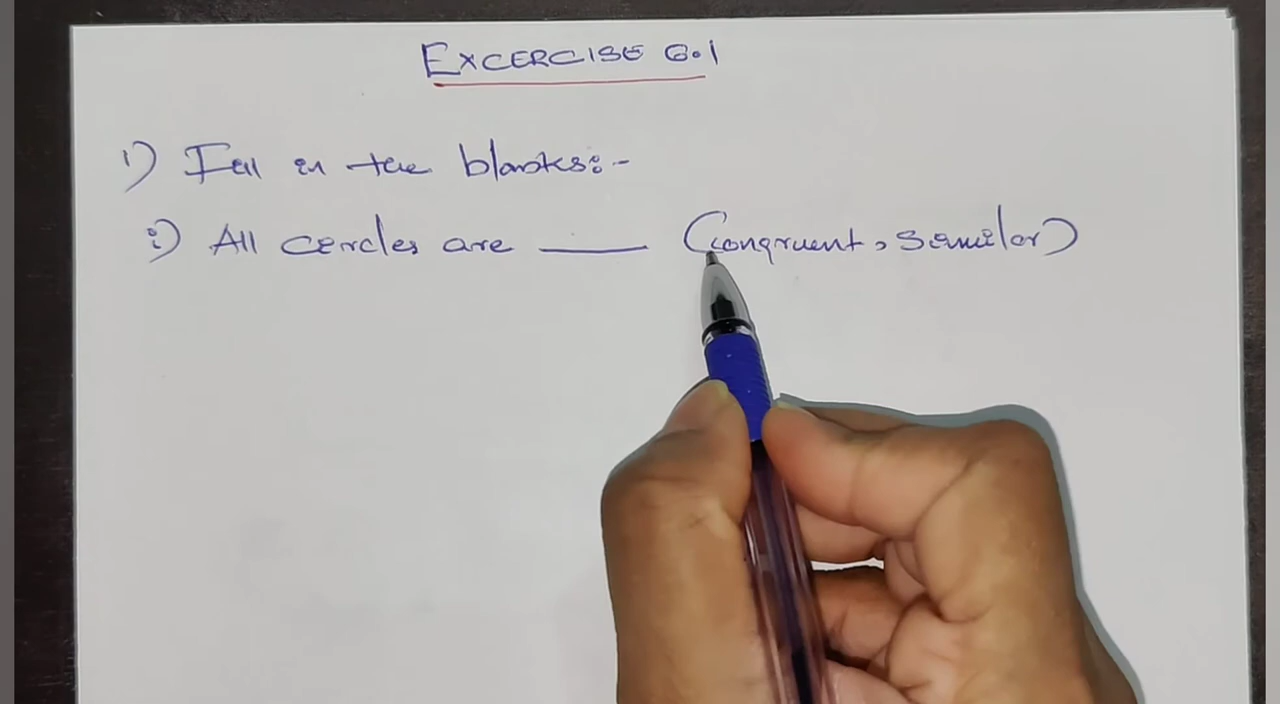 EXCERCISE 6.1
1) Fill in the blanks:-
i) All circles are ____ (congruent, similar)